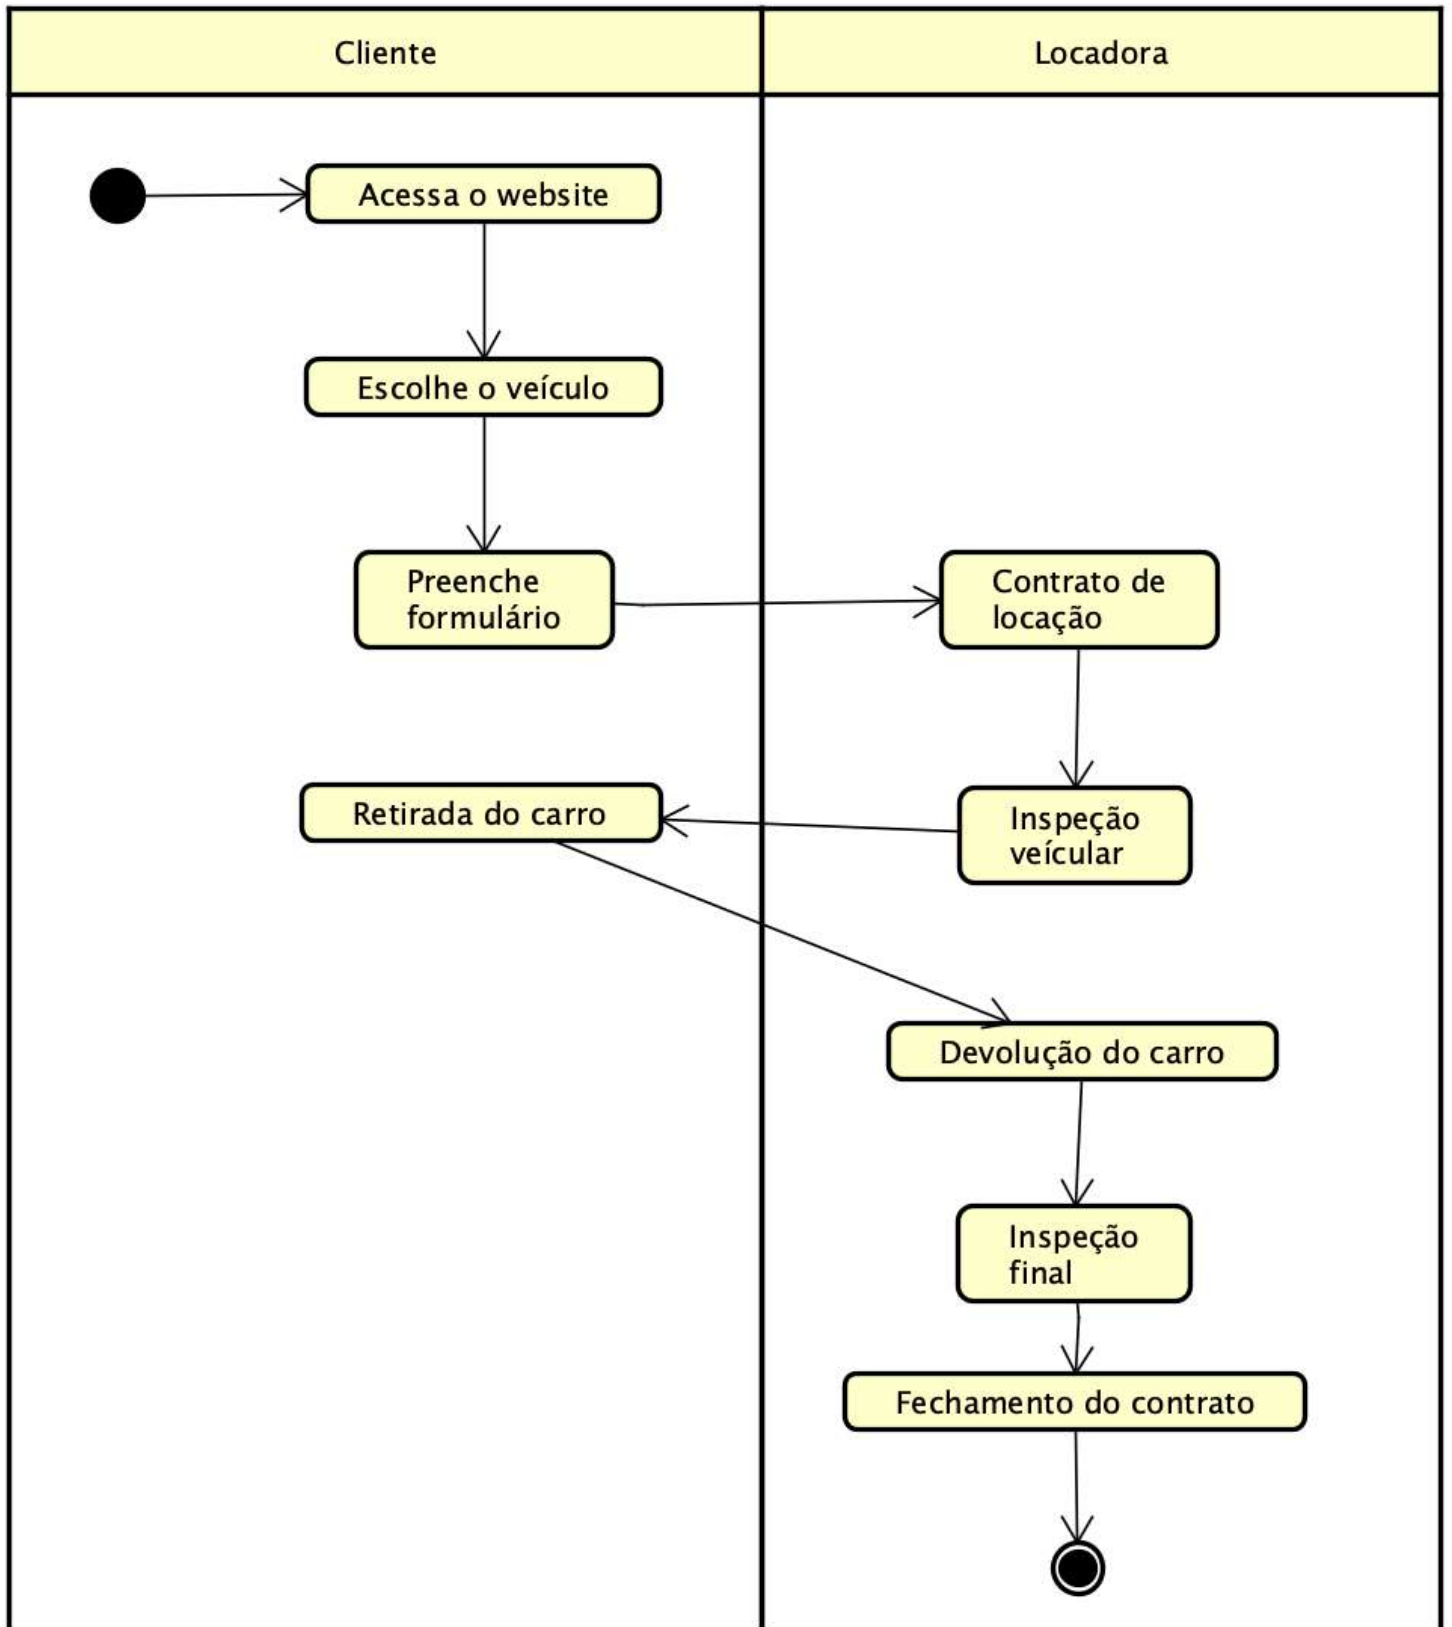 Cliente
Locadora
Acessa o website
Escolhe o veículo
Preenche
formulário
Contrato de
locação
Retirada do carro
Inspeção
veícular
Devolução do carro
Inspeção
final
Fechamento do contrato